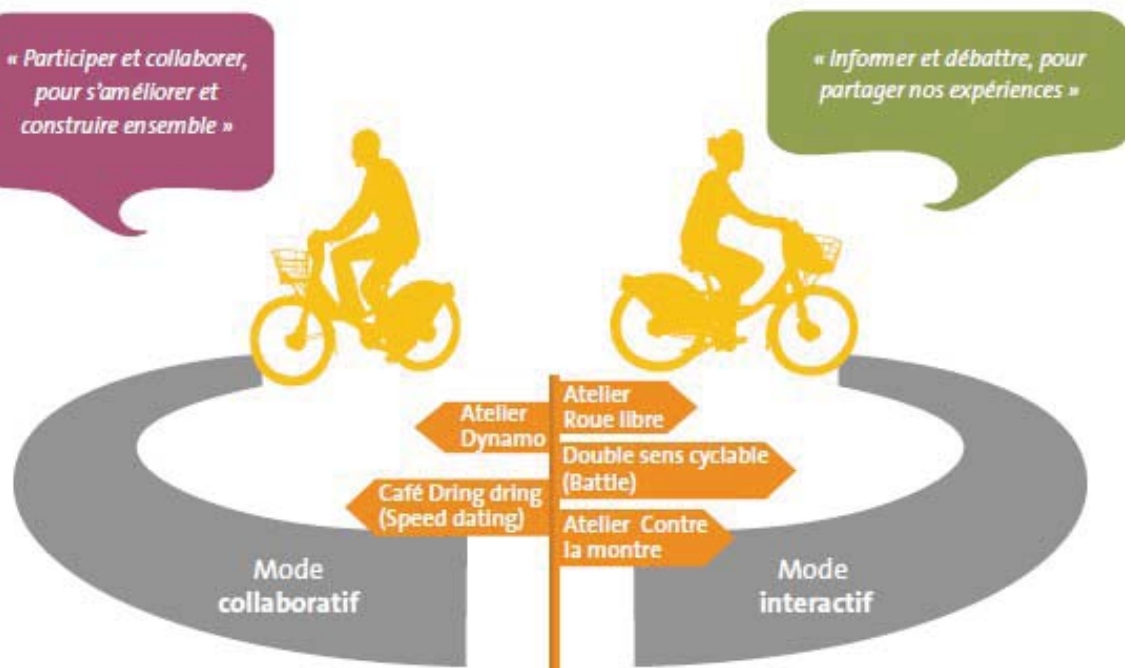 « Participer et collaborer,
pour s'améliorer et
construire ensemble »
« Informer et débattre, pour
partager nos expériences »
Atelier
Dynamo
Café Dring dring
(Speed dating)
Atelier
Roue libre
Double sens cyclable
(Battle)
Atelier Contre
la montre
Mode
collaboratif
Mode
interactif